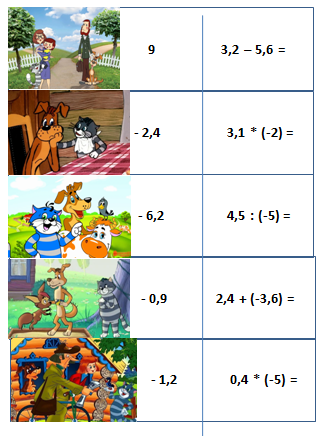 9 3,2 – 5,6 =
- 2,4 3,1 * (-2) =
- 6,2 4,5 : (-5) =
- 0,9 2,4 + (-3,6) =
- 1,2 0,4 * (-5) =